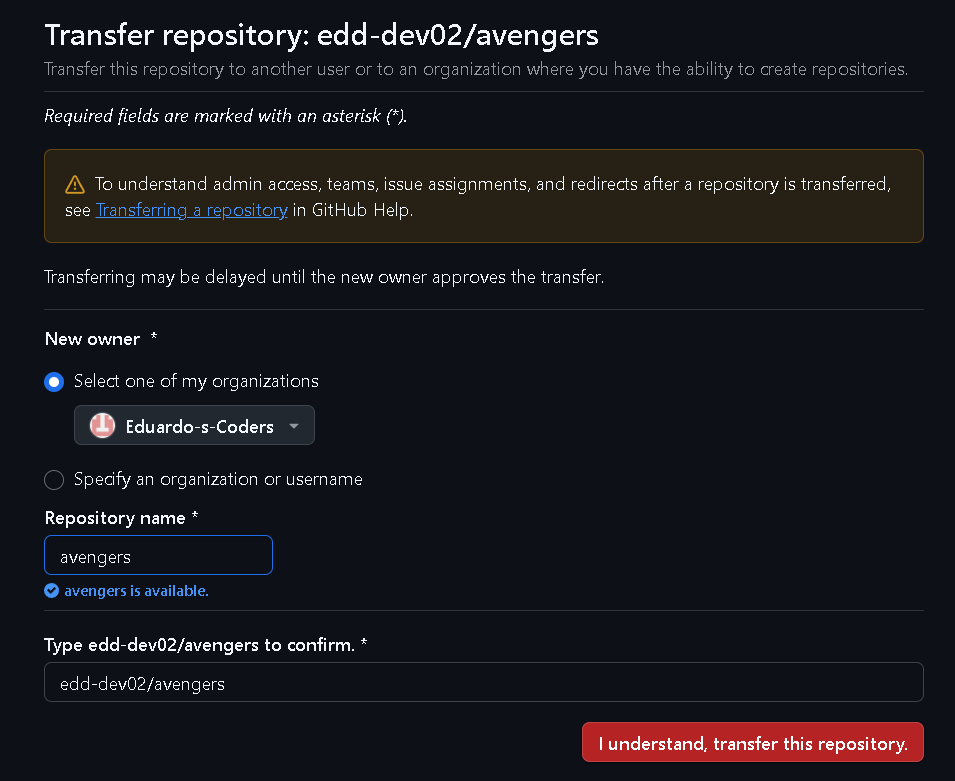 Transfer repository: edd-dev02/avengers
Transfer this repository to another user or to an organization where you have the ability to create repositories.
Required fields are marked with an asterisk (*).
To understand admin access, teams, issue assignments, and redirects after a repository is transferred,
see Transferring a repository in GitHub Help.
Transferring may be delayed until the new owner approves the transfer.
New owner *
Select one of my organizations
Eduardo-s-Coders
Specify an organization or username
Repository name *
avengers
avengers is available.
Type edd-dev02/avengers to confirm. *
edd-dev02/avengers
I understand, transfer this repository.